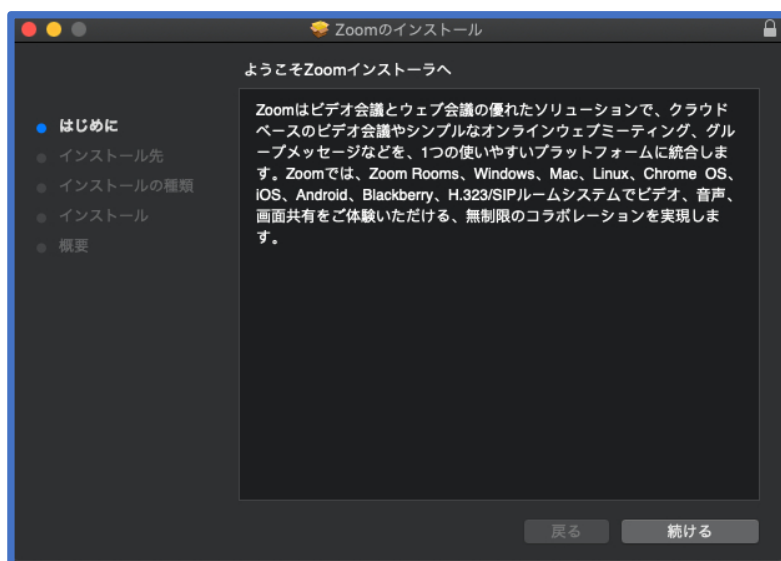 Zoomのインストール
ようこそZoomインストーラへ
はじめに
インストール先
インストールの種類
インストール
概要
Zoomはビデオ会議とウェブ会議の優れたソリューションで、クラウド
ベースのビデオ会議やシンプルなオンラインウェブミーティング、グル
ープメッセージなどを、1つの使いやすいプラットフォームに統合しま
す。Zoomでは、Zoom Rooms、Windows、Mac、Linux、Chrome OS、
iOS、Android、Blackberry、H.323/SIPルームシステムでビデオ、音声、
画面共有をご体験いただける、無制限のコラボレーションを実現しま
す。
戻る
続ける